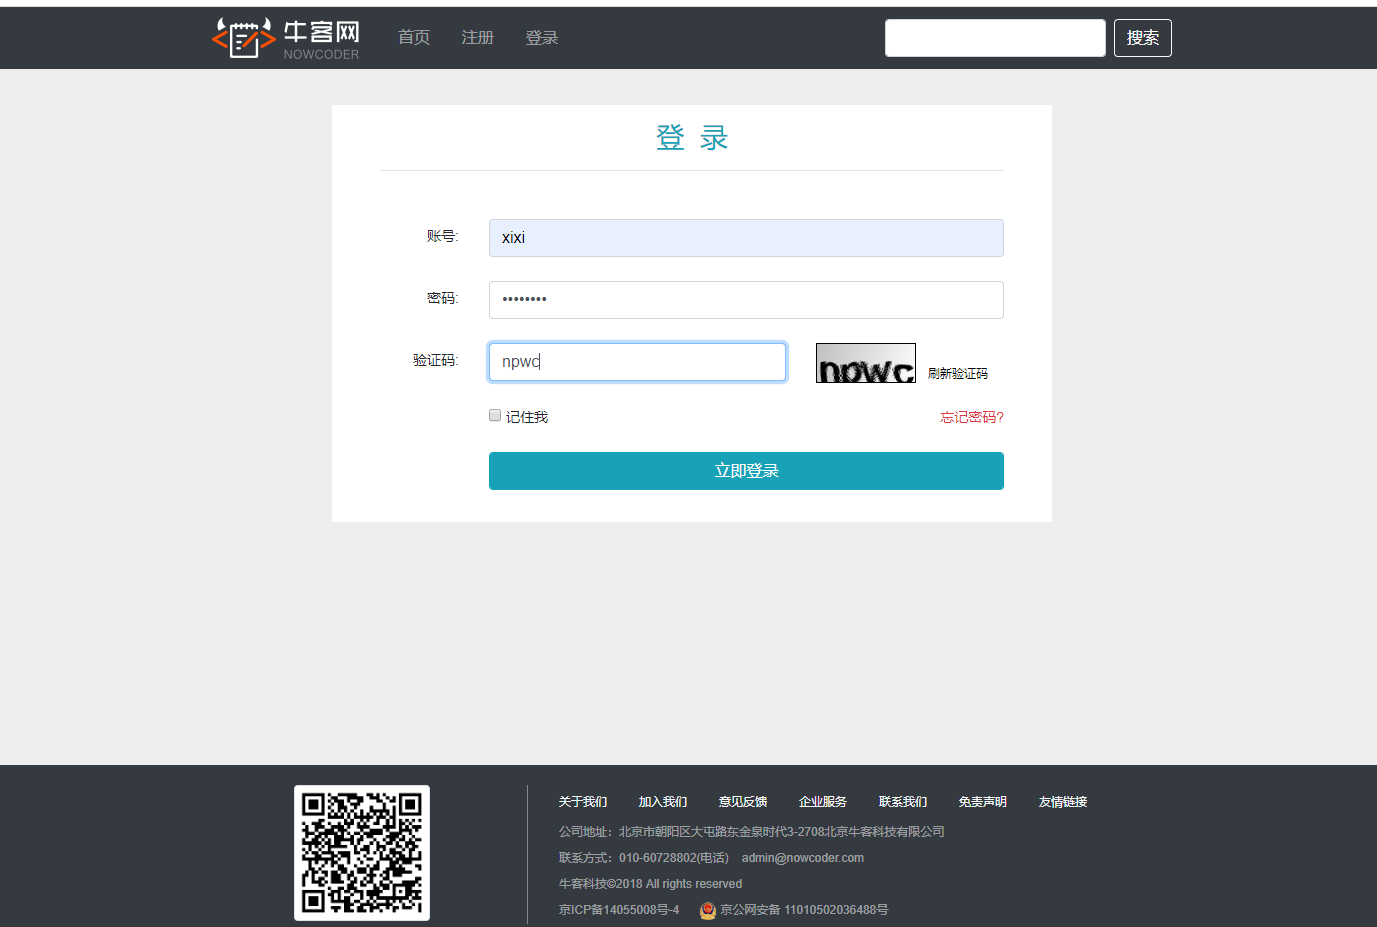 牛客网
NOWCODER
首页 注册 登录 搜索
登 录
账号: xixi
密码: ••••••••
验证码: npwc npwc 刷新验证码
记住我 忘记密码?
立即登录
关于我们 加入我们 意见反馈 企业服务 联系我们 免责声明 友情链接
公司地址：北京市朝阳区大屯路东金泉时代3-2708北京牛客科技有限公司
联系方式：010-60728802(电话) admin@nowcoder.com
牛客科技©2018 All rights reserved
京ICP备14055008号-4 京公网安备 11010502036488号